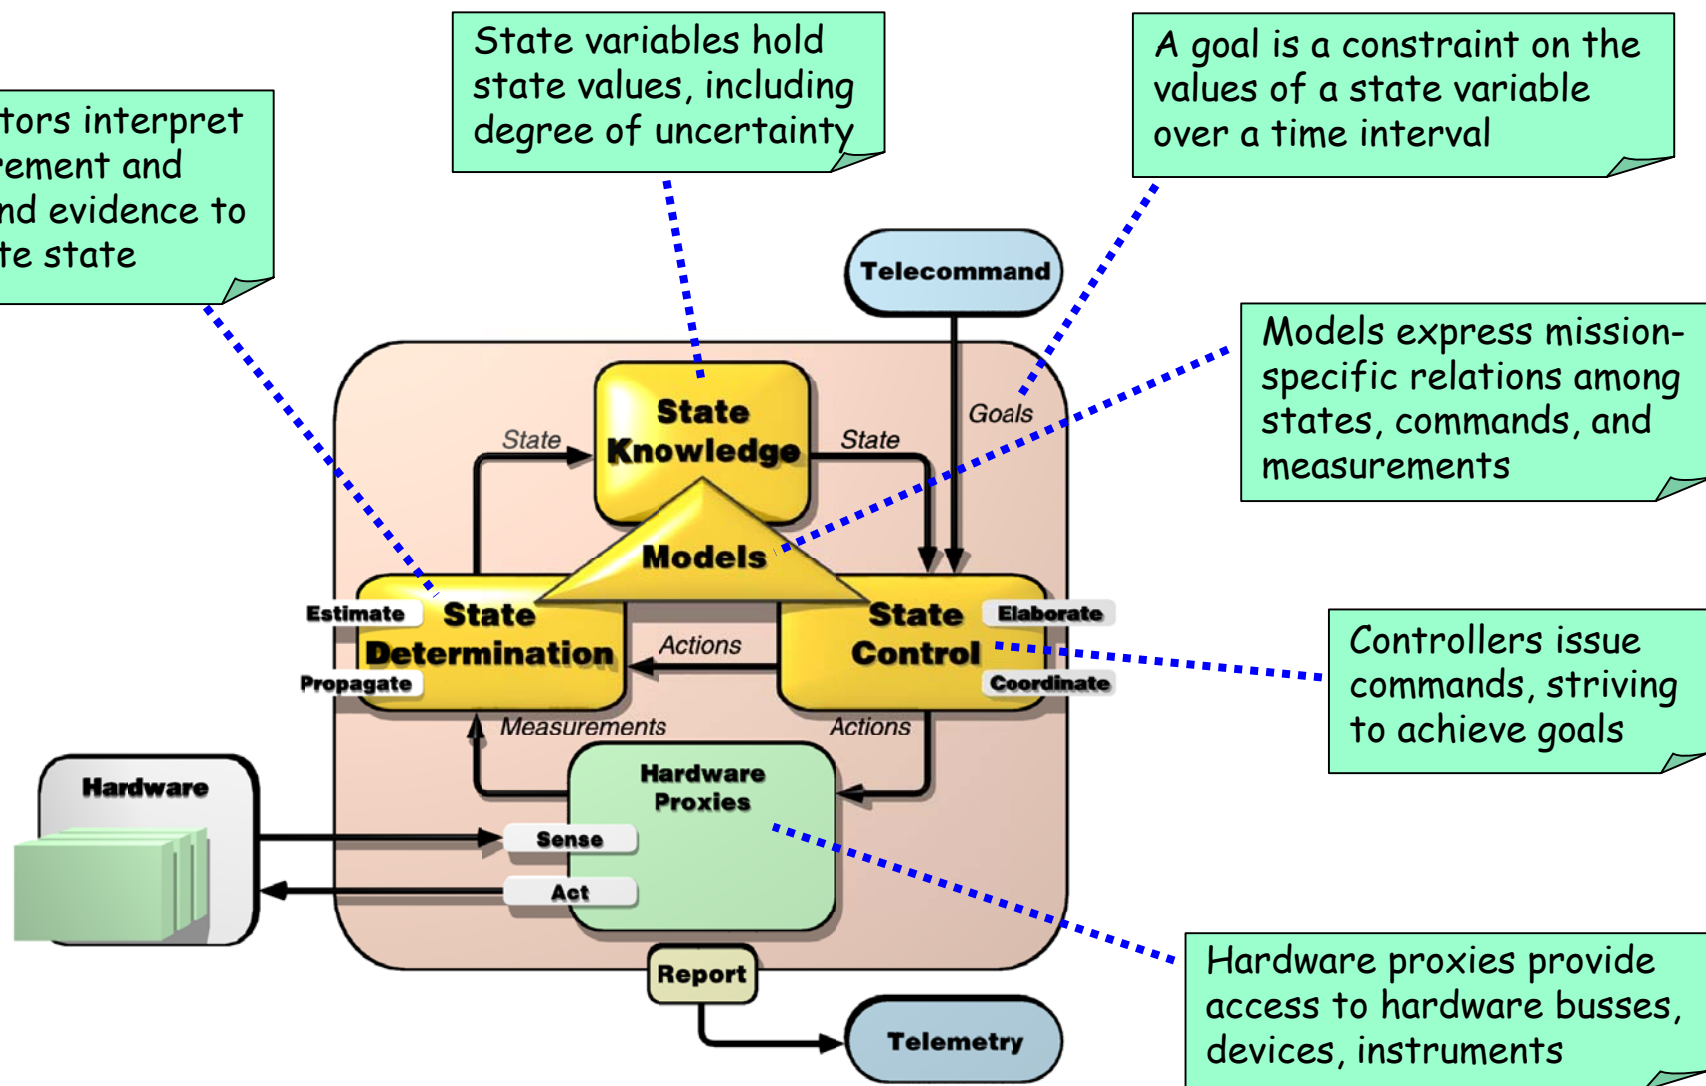 State variables hold
state values, including
degree of uncertainty
A goal is a constraint on the
values of a state variable
over a time interval
interpret
and
evidence to
state
Telecommand
Models express mission-
specific relations among
states, commands, and
measurements
Goals
State
Knowledge
State
State
Models
Estimate
State
Determination
Propagate
Actions
State
Control
Elaborate
Coordinate
Controllers issue
commands, striving
to achieve goals
Measurements
Actions
Hardware
Hardware
Proxies
Sense
Act
Report
Telemetry
Hardware proxies provide
access to hardware busses,
devices, instruments